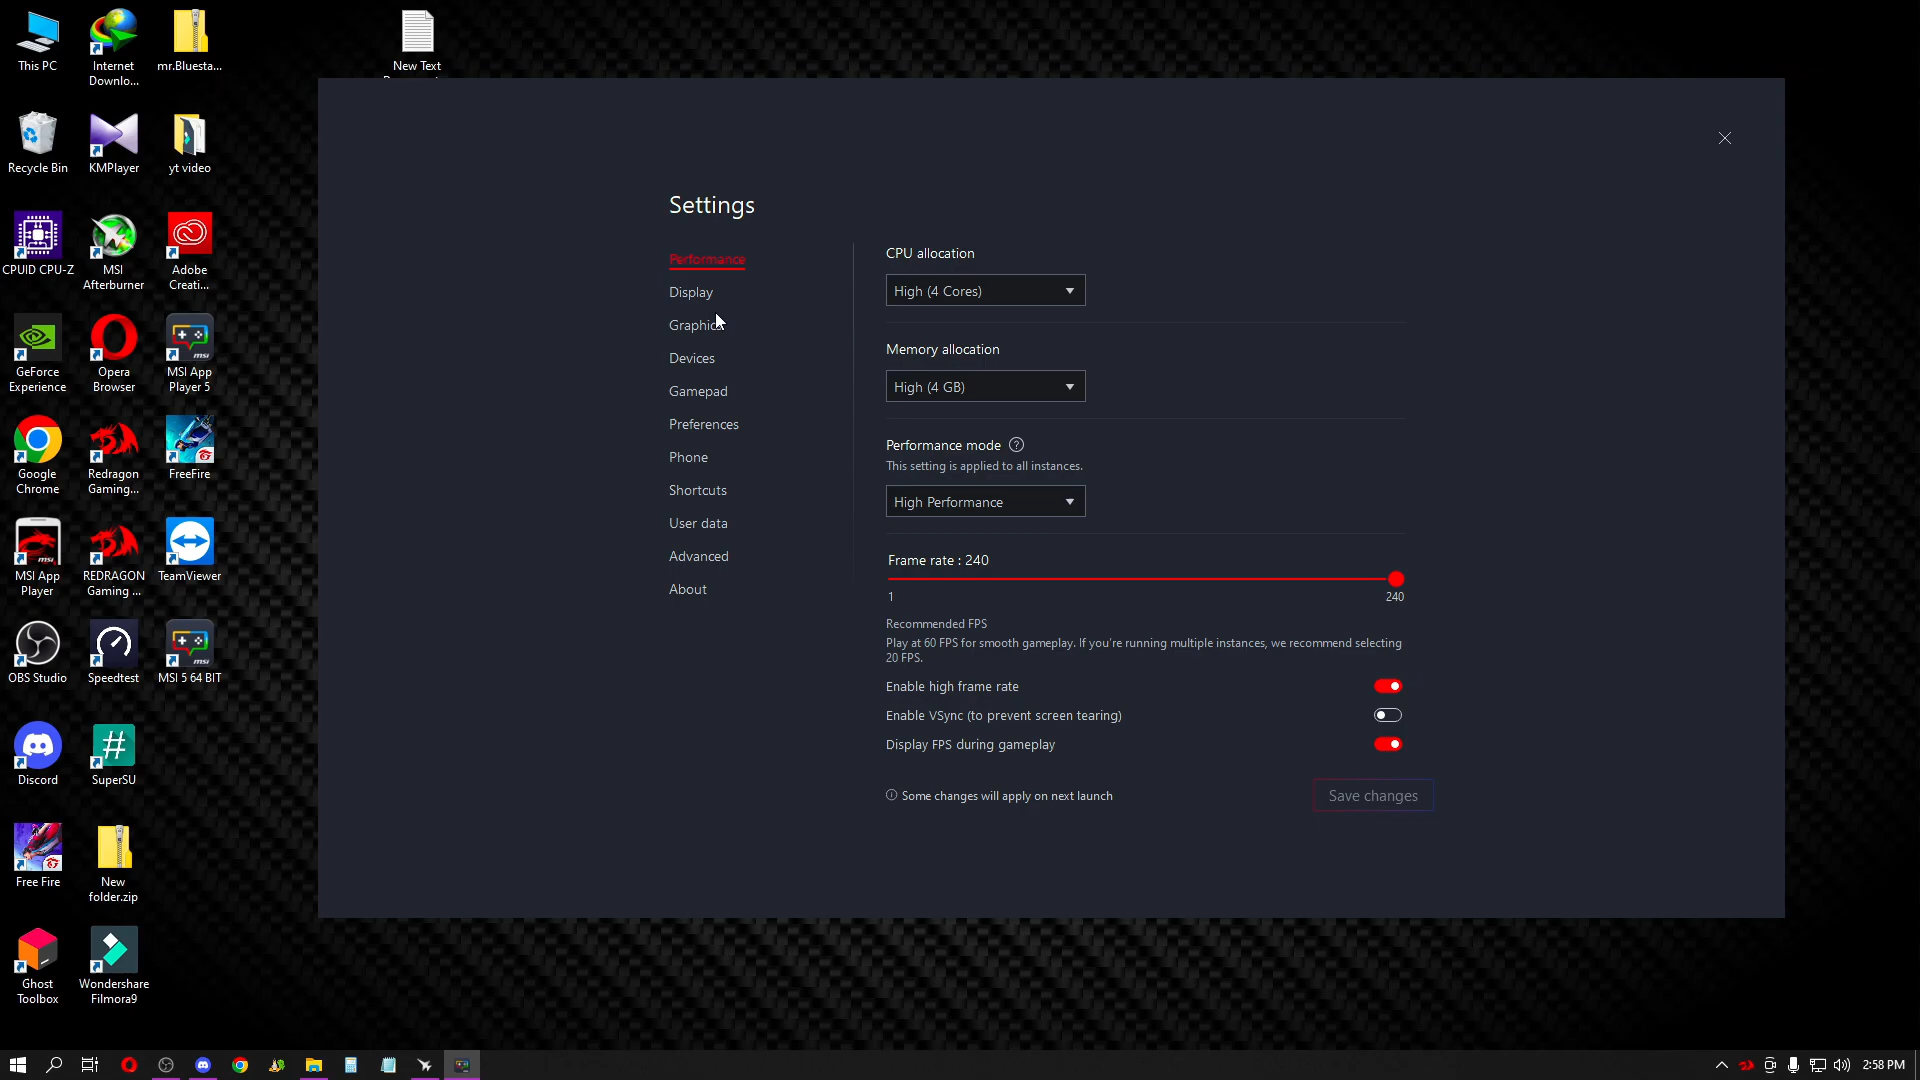 This PC
Internet
Downlo...
mr.Bluesta...
New Text
Recycle Bin
KMPlayer
yt video
CPUID CPU-Z
MSI
Afterburner
Adobe
Creati...
GeForce
Experience
Opera
Browser
msi
MSI App
Player 5
Google
Chrome
Redragon
Gaming...
FreeFire
msi
MSI App
Player
REDRAGON
Gaming ...
TeamViewer
OBS Studio
Speedtest
msi
MSI 5 64 BIT
Discord
#
SuperSU
Free Fire
New
folder.zip
Ghost
Toolbox
Wondershare
Filmora9
Settings
Performance
Display
Graphics
Devices
Gamepad
Preferences
Phone
Shortcuts
User data
Advanced
About
CPU allocation
High (4 Cores)
Memory allocation
High (4 GB)
Performance mode ?
This setting is applied to all instances.
High Performance
Frame rate : 240
1 240
Recommended FPS
Play at 60 FPS for smooth gameplay. If you're running multiple instances, we recommend selecting
20 FPS.
Enable high frame rate
Enable VSync (to prevent screen tearing)
Display FPS during gameplay
Some changes will apply on next launch
Save changes
2:58 PM